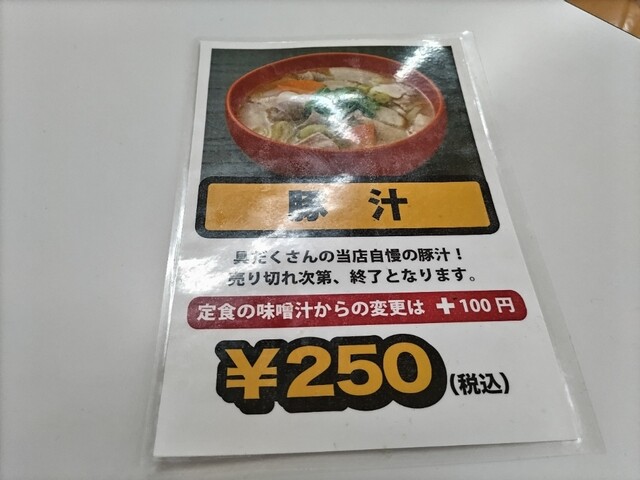 豚 汁
具だくさんの当店自慢の豚汁！
売り切れ次第、終了となります。
定食の味噌汁からの変更は ＋100円
￥250 (税込)